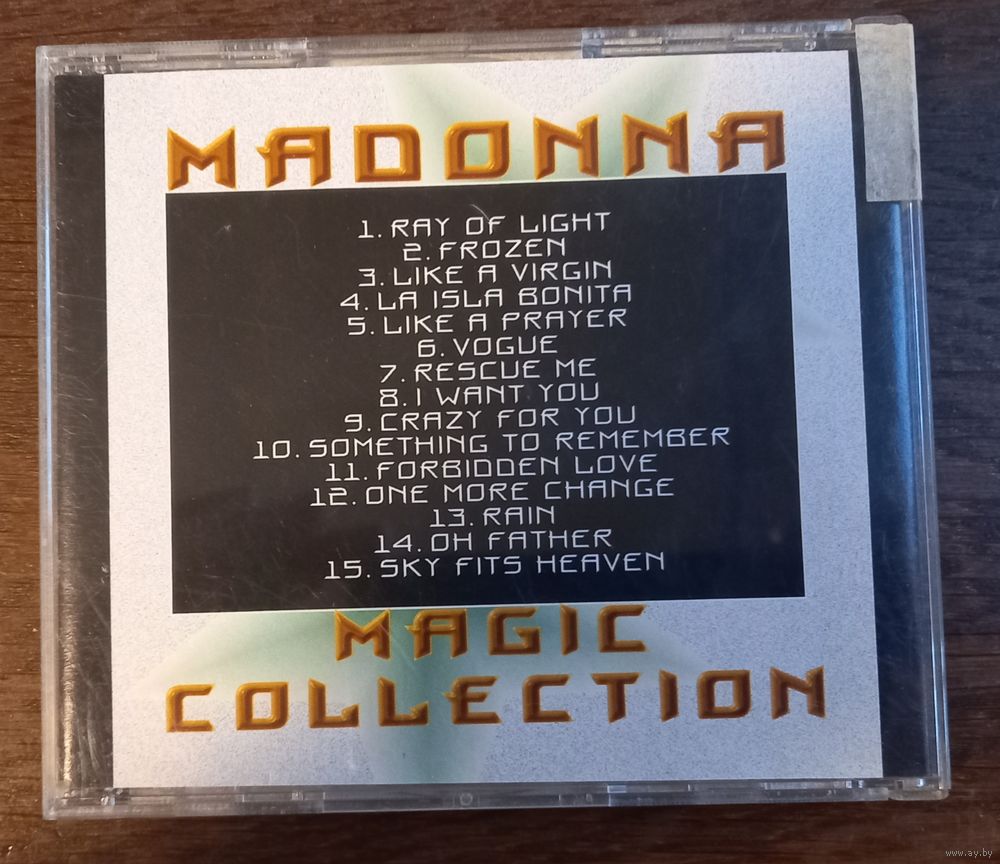 MADONNA
1. RAY OF LIGHT
2. FROZEN
3. LIKE A VIRGIN
4. LA ISLA BONITA
5. LIKE A PRAYER
6. VOGUE
7. RESCUE ME
8. I WANT YOU
9. CRAZY FOR YOU
10. SOMETHING TO REMEMBER
11. FORBIDDEN LOVE
12. ONE MORE CHANGE
13. RAIN
14. OH FATHER
15. SKY FITS HEAVEN
MAGIC
COLLECTION
www.ay.by